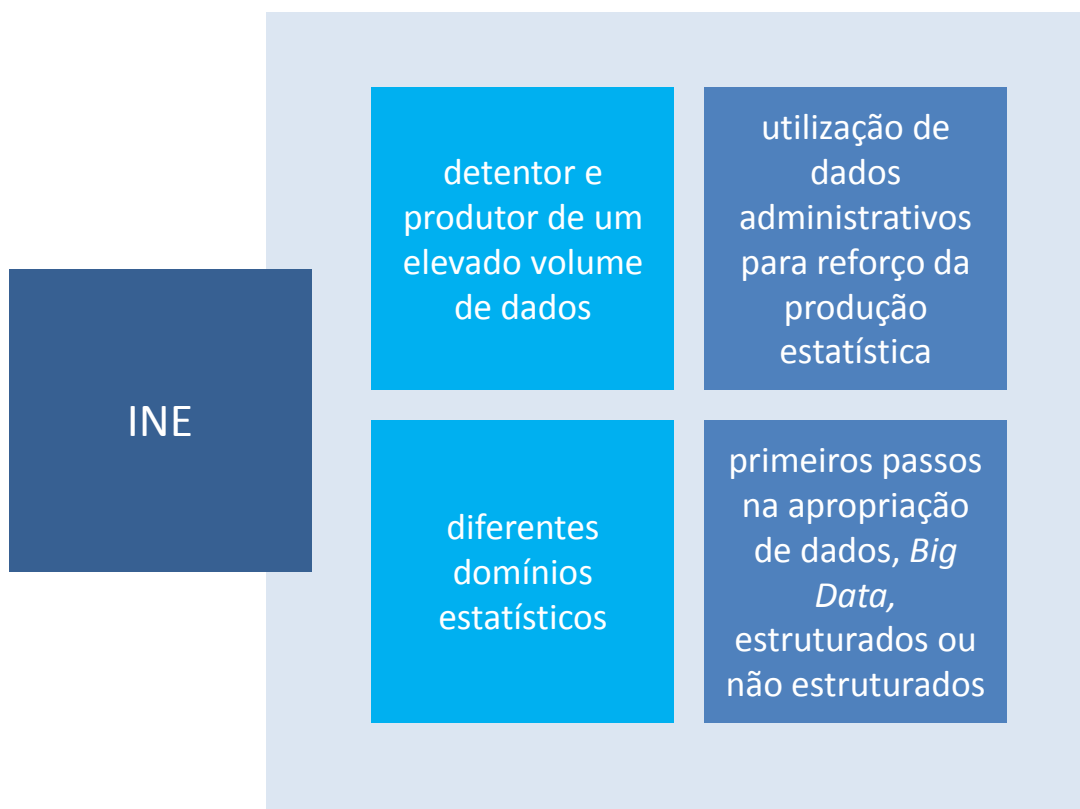 INE
detentor e
produtor de um
elevado volume
de dados
utilização de
dados
administrativos
para reforço da
produção
estatística
diferentes
domínios
estatísticos
primeiros passos
na apropriação
de dados, Big
Data,
estruturados ou
não estruturados